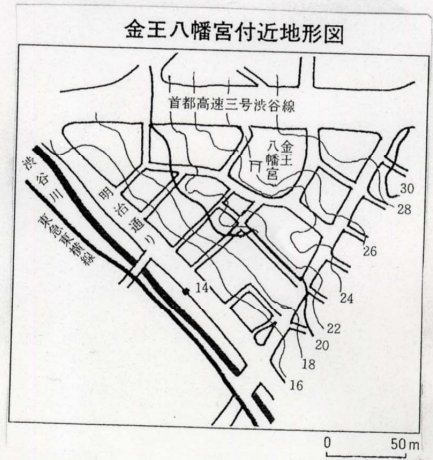 金王八幡宮付近地形図
首都高速三号渋谷線
金王
八幡宮
渋谷川
明治通り
東急東横線
30
28
26
24
22
20
18
16
14
0 50m